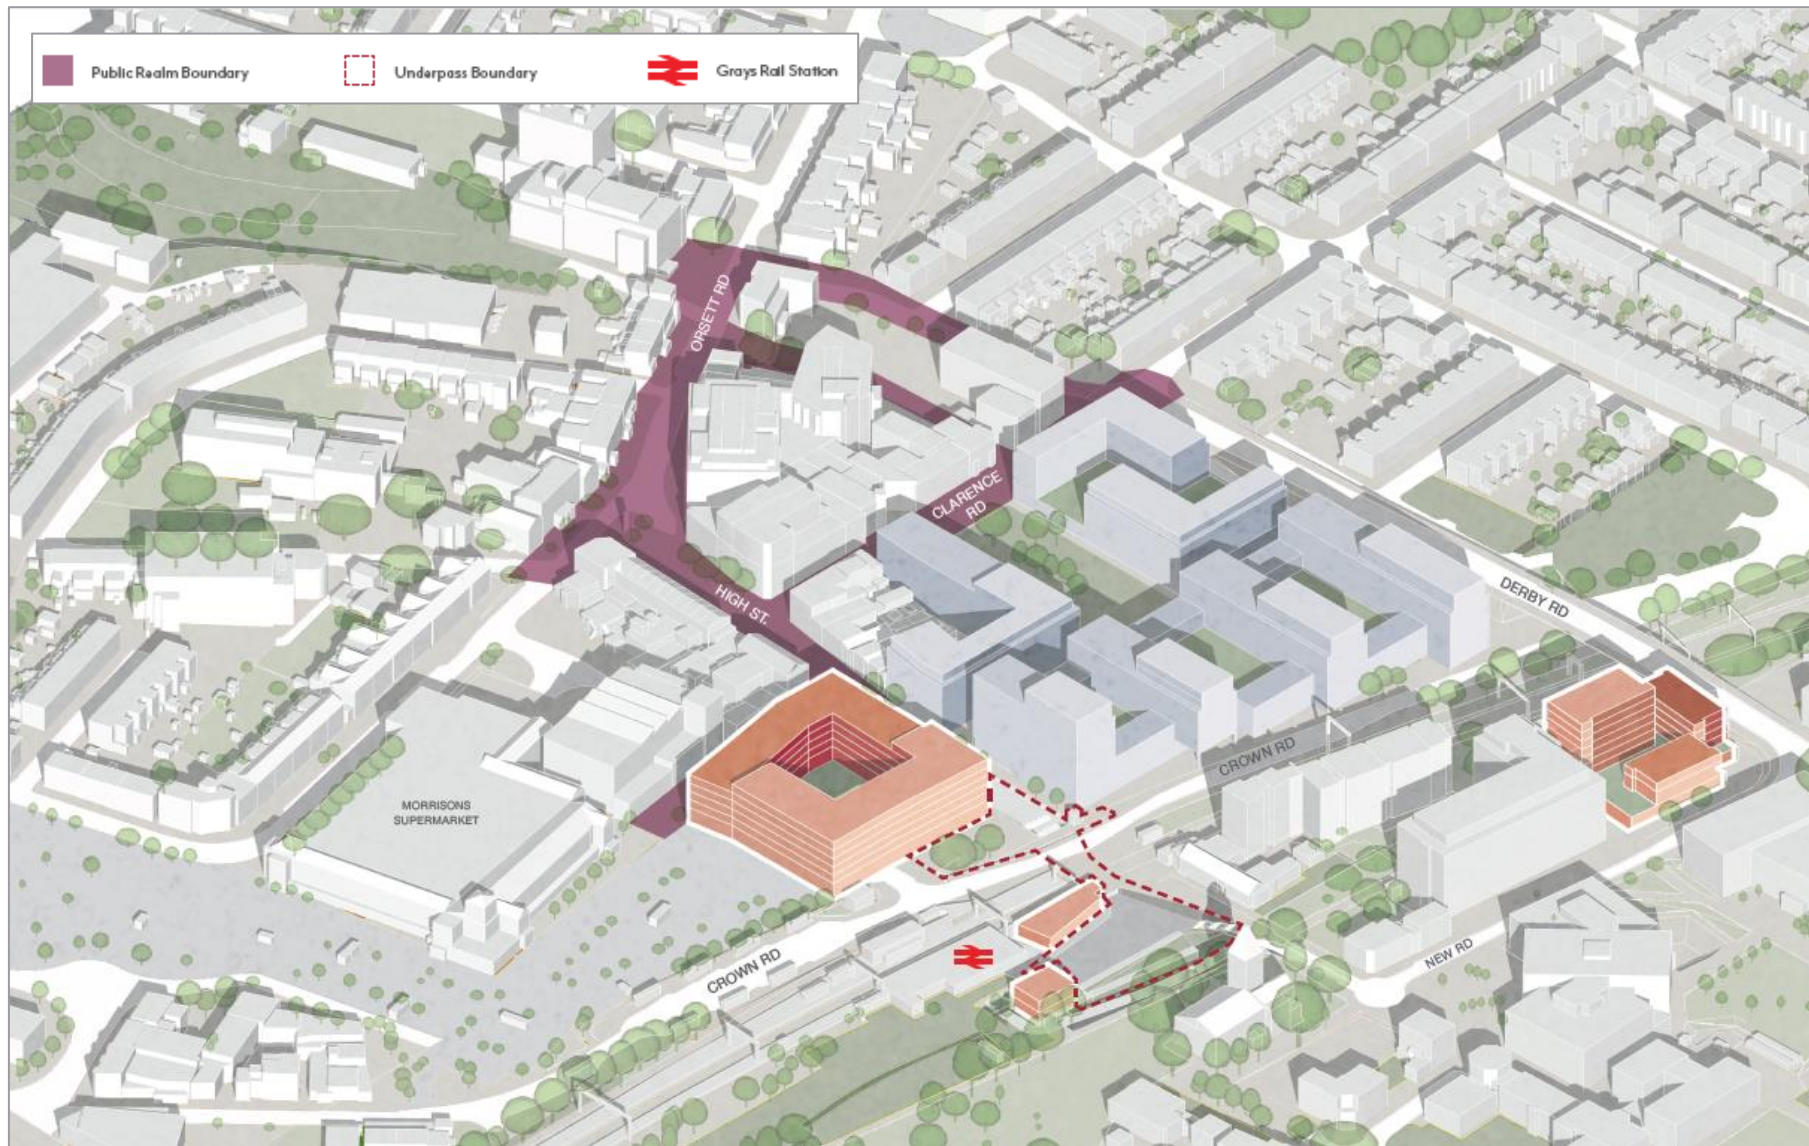 Public Realm Boundary
Underpass Boundary
Grays Rail Station
ORSETT RD
CLARENCE
RD
HIGH ST.
DERBY RD
CROWN RD
MORRISONS
SUPERMARKET
CROWN RD
NEW RD